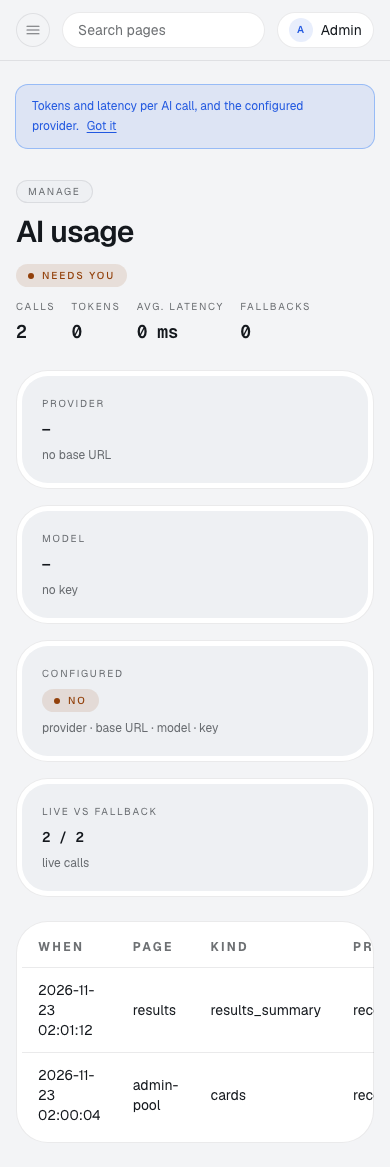 Search pages
A
Admin
Tokens and latency per AI call, and the configured
provider. Got it
MANAGE
AI usage
NEEDS YOU
CALLS TOKENS AVG. LATENCY FALLBACKS
2 0 0 ms 0
PROVIDER
–
no base URL
MODEL
–
no key
CONFIGURED
NO
provider · base URL · model · key
LIVE VS FALLBACK
2 / 2
live calls
WHEN PAGE KIND PR
2026-11-
23
02:01:12
results
results_summary
rec
2026-11-
23
02:00:04
admin-
pool
cards
rec